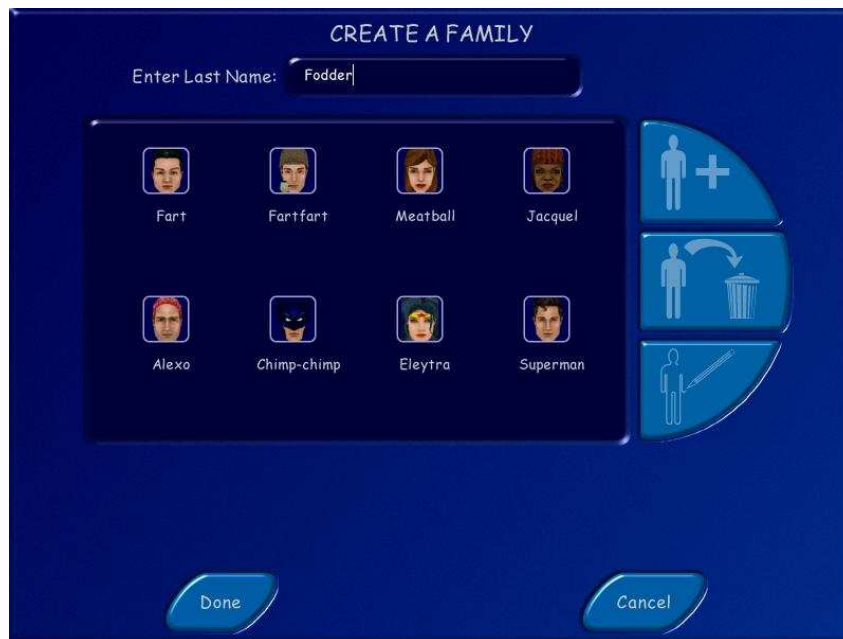 CREATE A FAMILY
Enter Last Name: Fodder
Fart Fartfart Meatball Jacquel
Alexo Chimp-chimp Eleytra Superman
Done Cancel